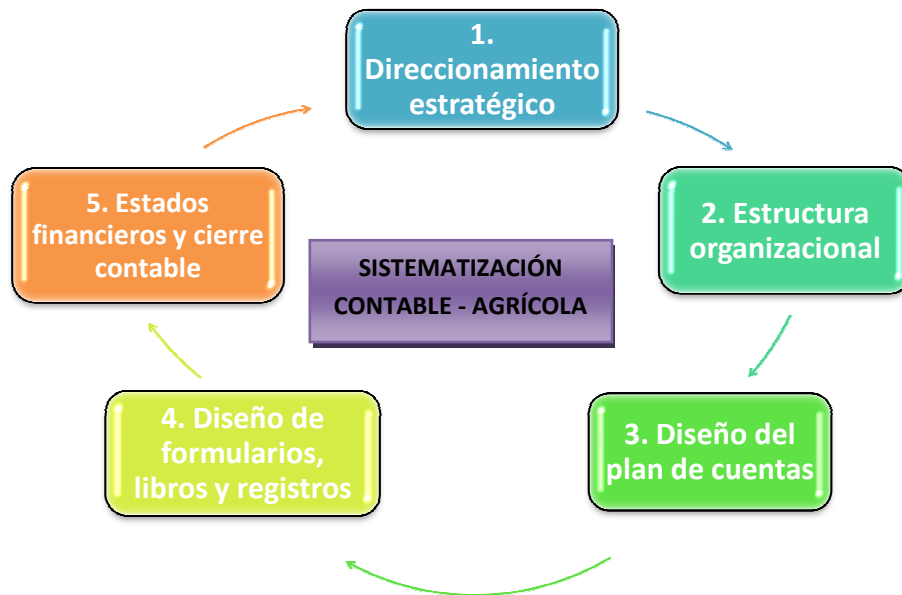 1.
Direccionamiento
estratégico
2. Estructura
organizacional
3. Diseño del
plan de cuentas
4. Diseño de
formularios,
libros y registros
5. Estados
financieros y cierre
contable
SISTEMATIZACIÓN
CONTABLE - AGRÍCOLA